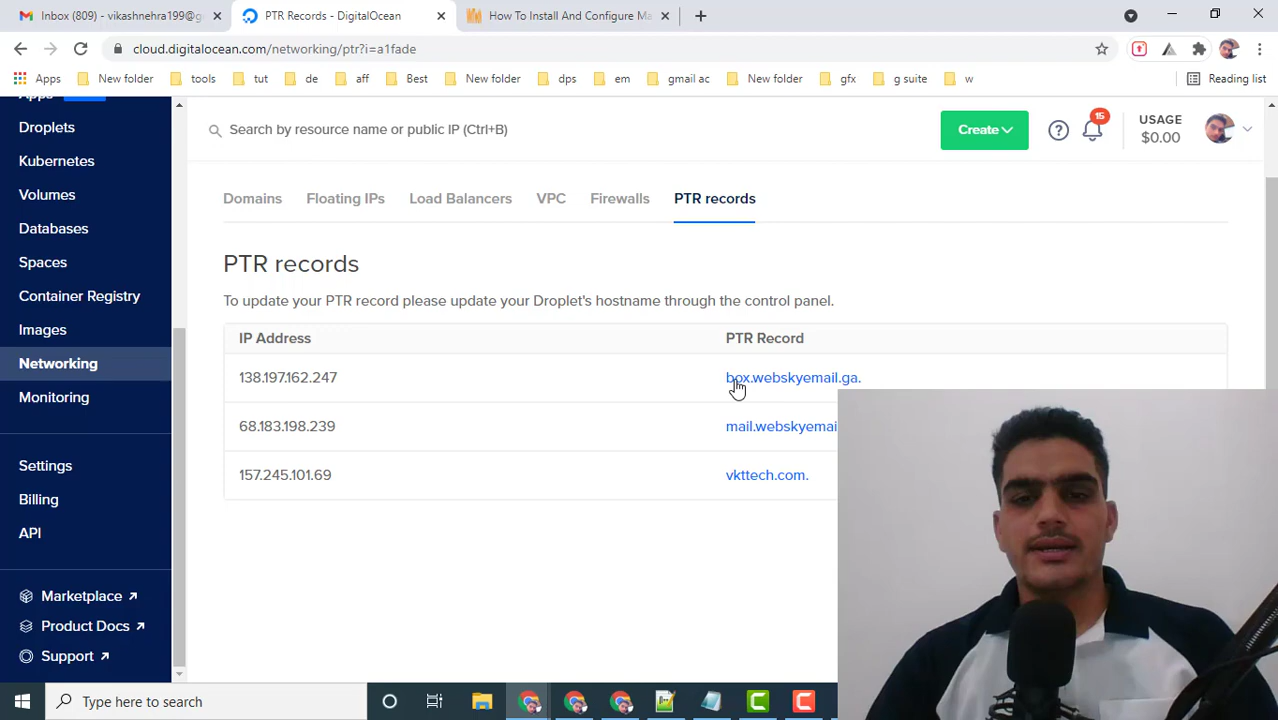 Inbox (809) - vikashnehra199@g
PTR Records - DigitalOcean
How To Install And Configure Ma
cloud.digitalocean.com/networking/ptr?i=a1fade
Apps
New folder
tools
tut
de
aff
Best
New folder
dps
em
gmail ac
New folder
gfx
g suite
w
Reading list
Apps
Droplets
Kubernetes
Volumes
Databases
Spaces
Container Registry
Images
Networking
Monitoring
Settings
Billing
API
Marketplace
Product Docs
Support
Search by resource name or public IP (Ctrl+B)
Create
15
USAGE
$0.00
Domains
Floating IPs
Load Balancers
VPC
Firewalls
PTR records
PTR records
To update your PTR record please update your Droplet's hostname through the control panel.
IP Address
PTR Record
138.197.162.247
box.webskyemail.ga.
68.183.198.239
mail.webskyemai
157.245.101.69
vkttech.com.
Type here to search